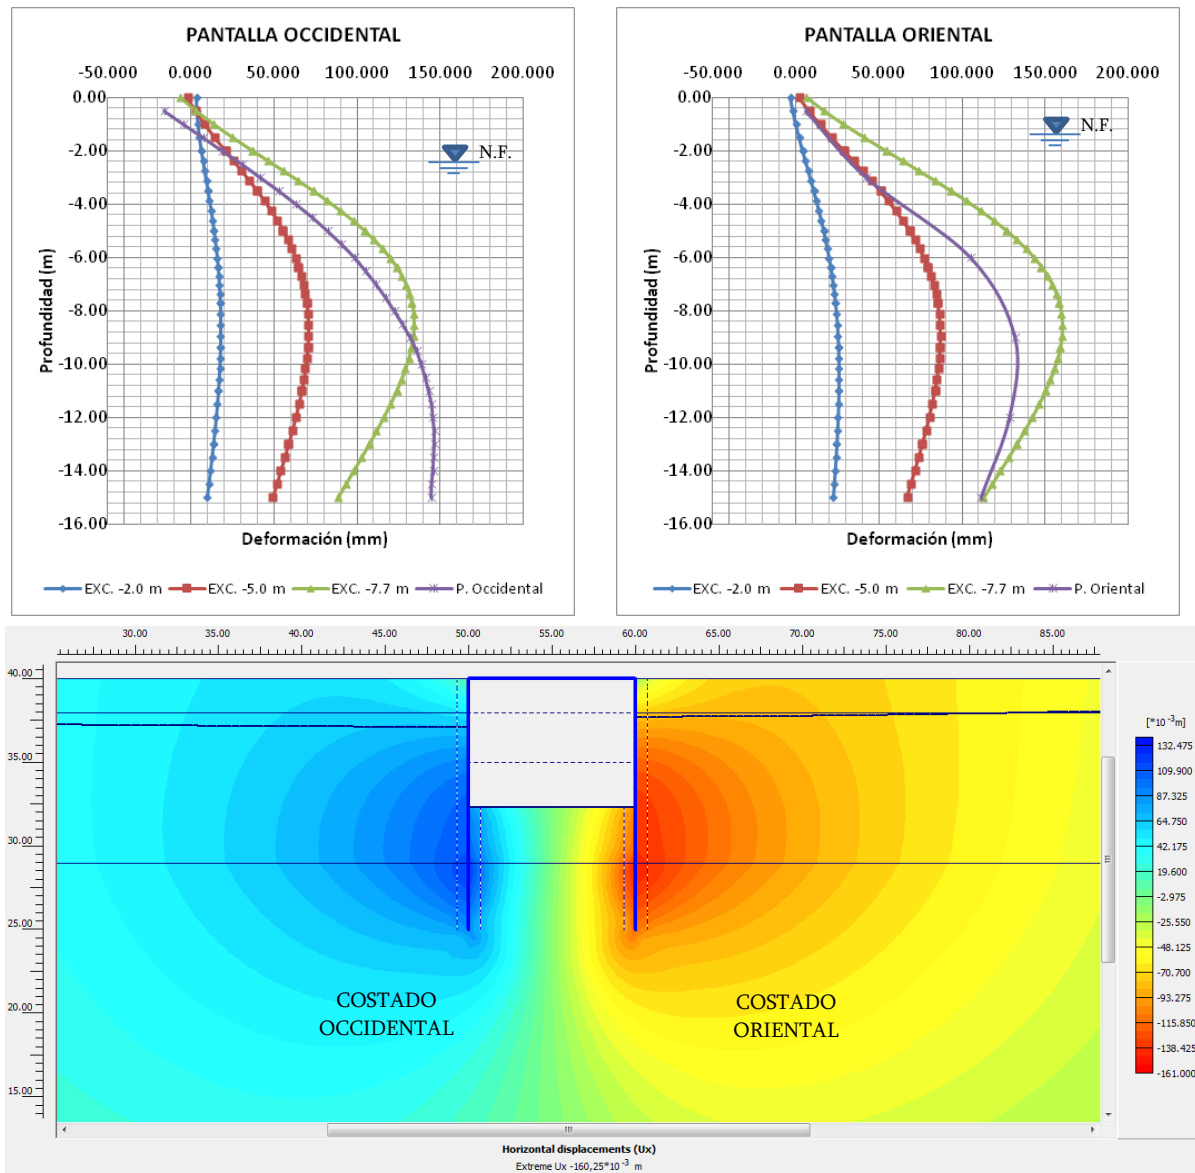 PANTALLA OCCIDENTAL
-50.000 0.000 50.000 100.000 150.000 200.000
0.00
-2.00
-4.00
-6.00
-8.00
-10.00
-12.00
-14.00
-16.00
Profundidad (m)
N.F.
Deformación (mm)
EXC. -2.0 m EXC. -5.0 m EXC. -7.7 m P. Occidental
PANTALLA ORIENTAL
-50.000 0.000 50.000 100.000 150.000 200.000
0.00
-2.00
-4.00
-6.00
-8.00
-10.00
-12.00
-14.00
-16.00
Profundidad (m)
N.F.
Deformación (mm)
EXC. -2.0 m EXC. -5.0 m EXC. -7.7 m P. Oriental
30.00 35.00 40.00 45.00 50.00 55.00 60.00 65.00 70.00 75.00 80.00 85.00
40.00
35.00
30.00
25.00
20.00
15.00
COSTADO
OCCIDENTAL
COSTADO
ORIENTAL
[*10 -3m]
132.475
109.900
87.325
64.750
42.175
19.600
-2.975
-25.550
-48.125
-70.700
-93.275
-115.850
-138.425
-161.000
Horizontal displacements (Ux)
Extreme Ux -160,25*10 -3 m